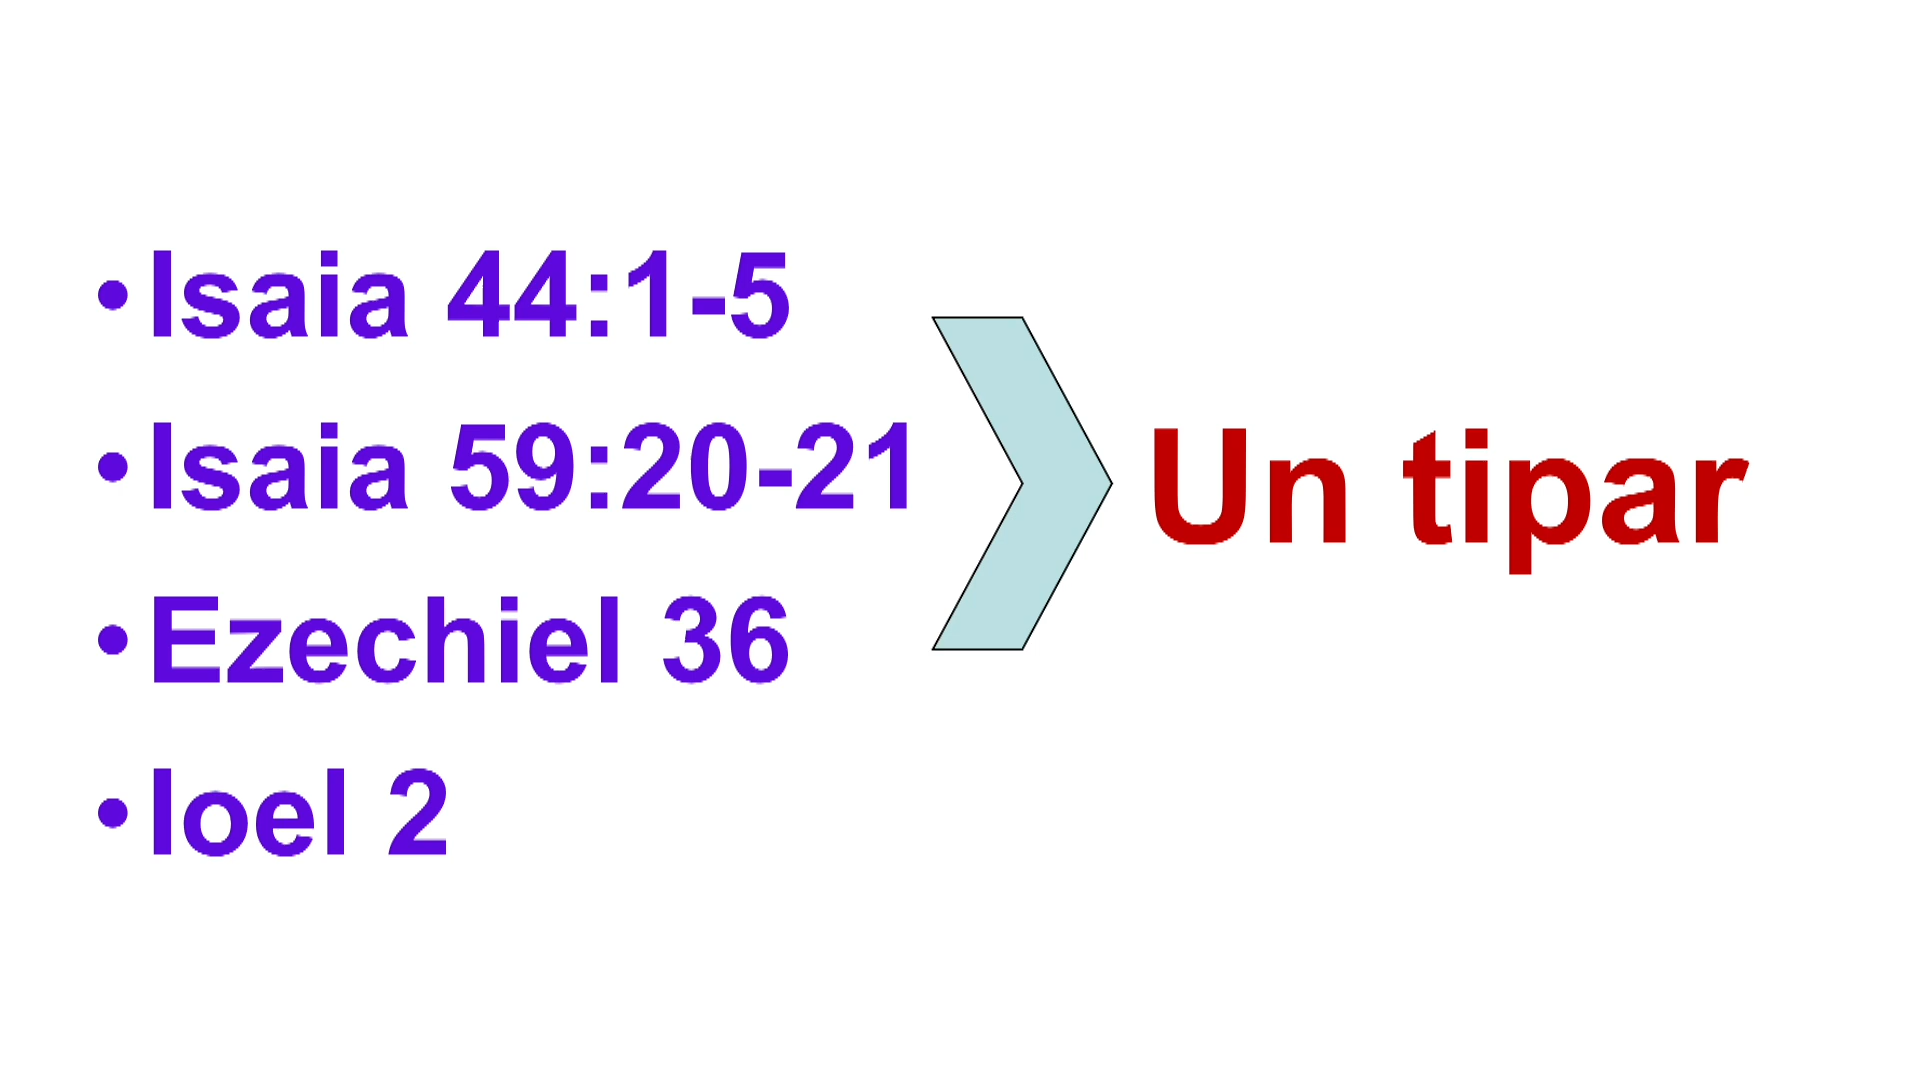 • Isaia 44:1-5
• Isaia 59:20-21
• Ezechiel 36
• Ioel 2
Un tipar